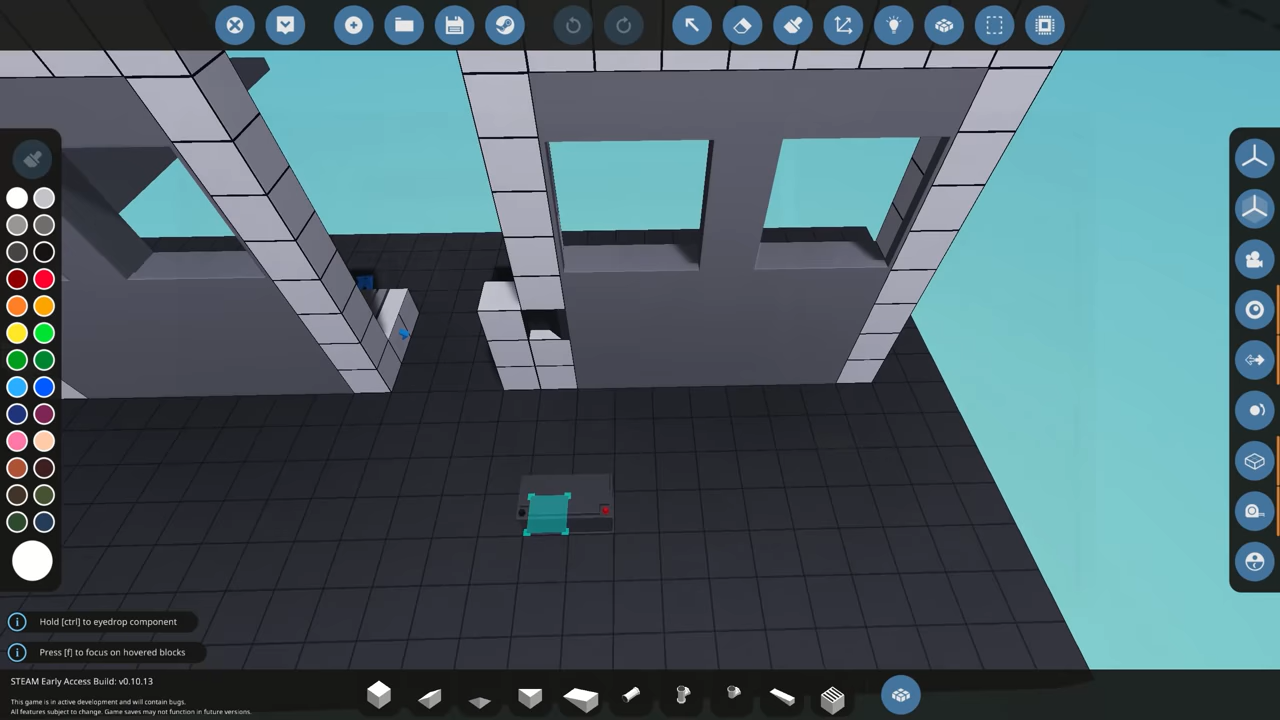 Hold [ctrl] to eyedrop component
Press [f] to focus on hovered blocks
STEAM Early Access Build: v0.10.13
This game is in active development and will contain bugs.
All features subject to change. Game saves may not function in future versions.